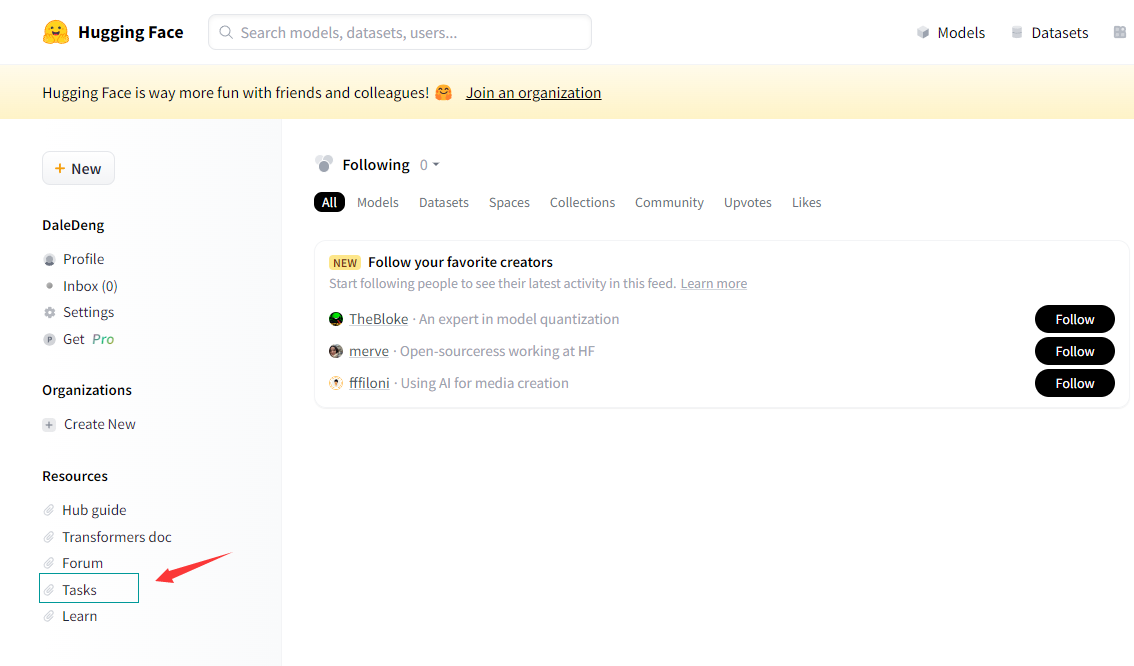 Hugging Face
Search models, datasets, users...
Models
Datasets
Hugging Face is way more fun with friends and colleagues! Join an organization
+ New
DaleDeng
Profile
Inbox (0)
Settings
P Get Pro
Organizations
+ Create New
Resources
Hub guide
Transformers doc
Forum
Tasks
Learn
Following 0
All Models Datasets Spaces Collections Community Upvotes Likes
NEW Follow your favorite creators
Start following people to see their latest activity in this feed. Learn more
TheBloke · An expert in model quantization Follow
merve · Open-sourceress working at HF Follow
fffiloni · Using AI for media creation Follow